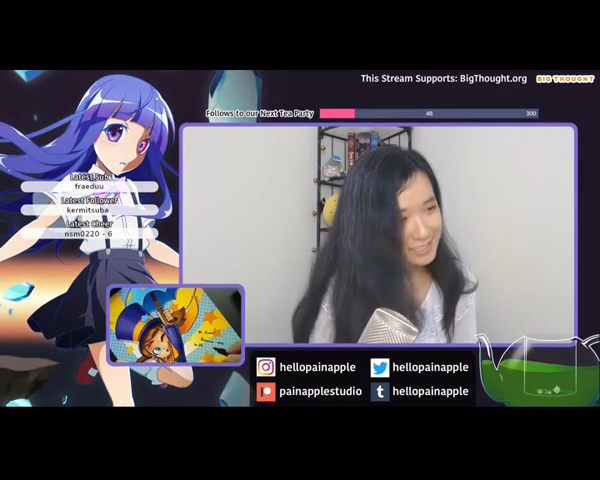 This Stream Supports: BigThought.org
BIG THOUGHT
Follows to our Next Tea Party
48
300
Latest Sub
fraeduu
Latest Follower
kermitsuba
Latest Cheer
nsm0220 - 6
hellopainapple
hellopainapple
painapplestudio
hellopainapple